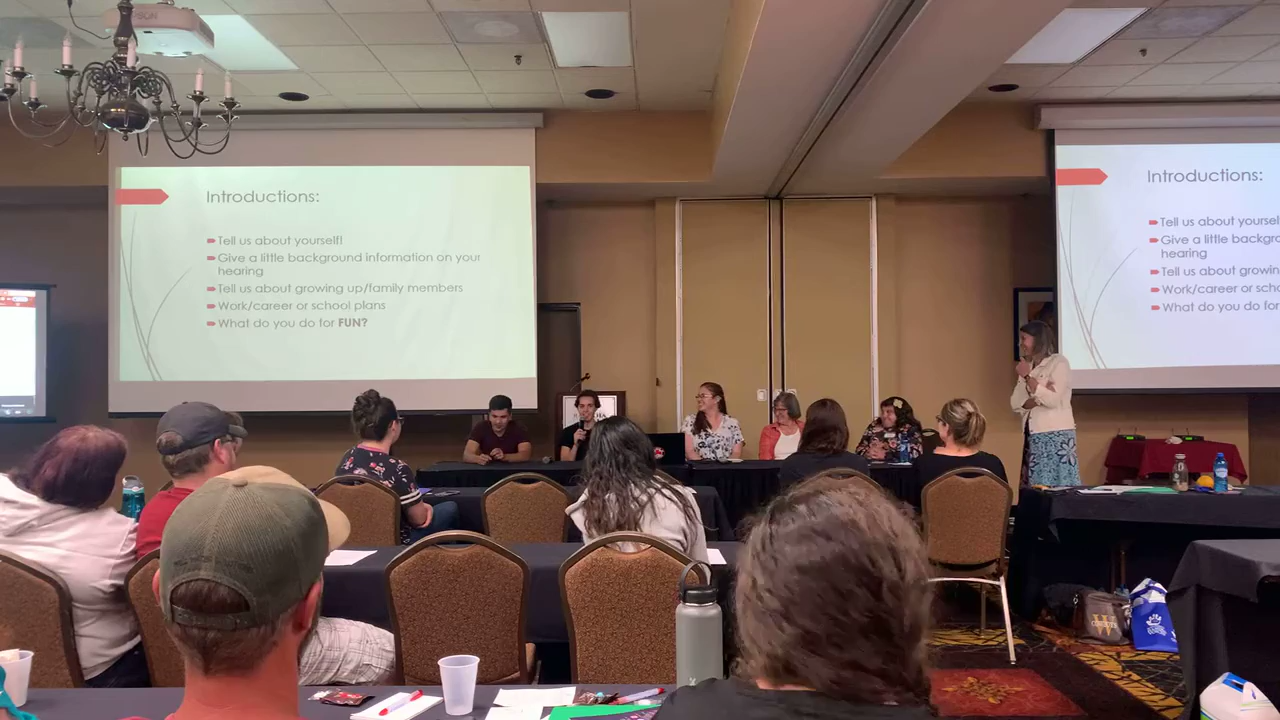 EPSON
Introductions:
Tell us about yourself!
Give a little background information on your
hearing
Tell us about growing up/family members
Work/career or school plans
What do you do for FUN?
Introductions:
Tell us about yoursel
Give a little backgro
hearing
Tell us about growin
Work/career or scho
What do you do for
W